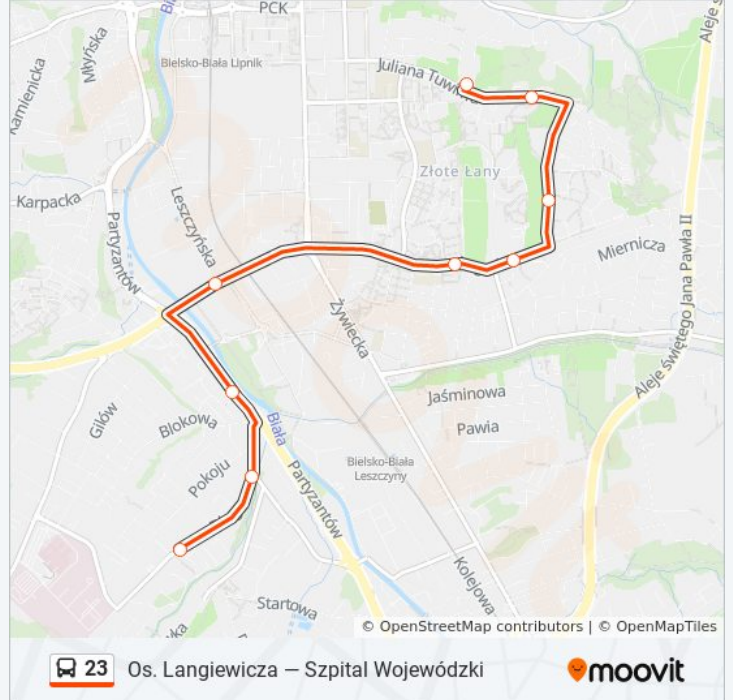 PCK
Aleje ś
Młyńska
Bielsko-Biała Lipnik
Kamienicka
Juliana Tuwima
Złote Łany
Karpacka
Leszczyńska
Partyzantów
Miernicza
Aleje świętego Jana Pawła II
Żywiecka
Jaśminowa
Gilów
Blokowa
Biała
Pawia
Pokoju
Partyzantów
Bielsko-Biała
Leszczyny
Kolejowa
Startowa
© OpenStreetMap contributors | © OpenMapTiles
23 Os. Langiewicza — Szpital Wojewódzki
moovit